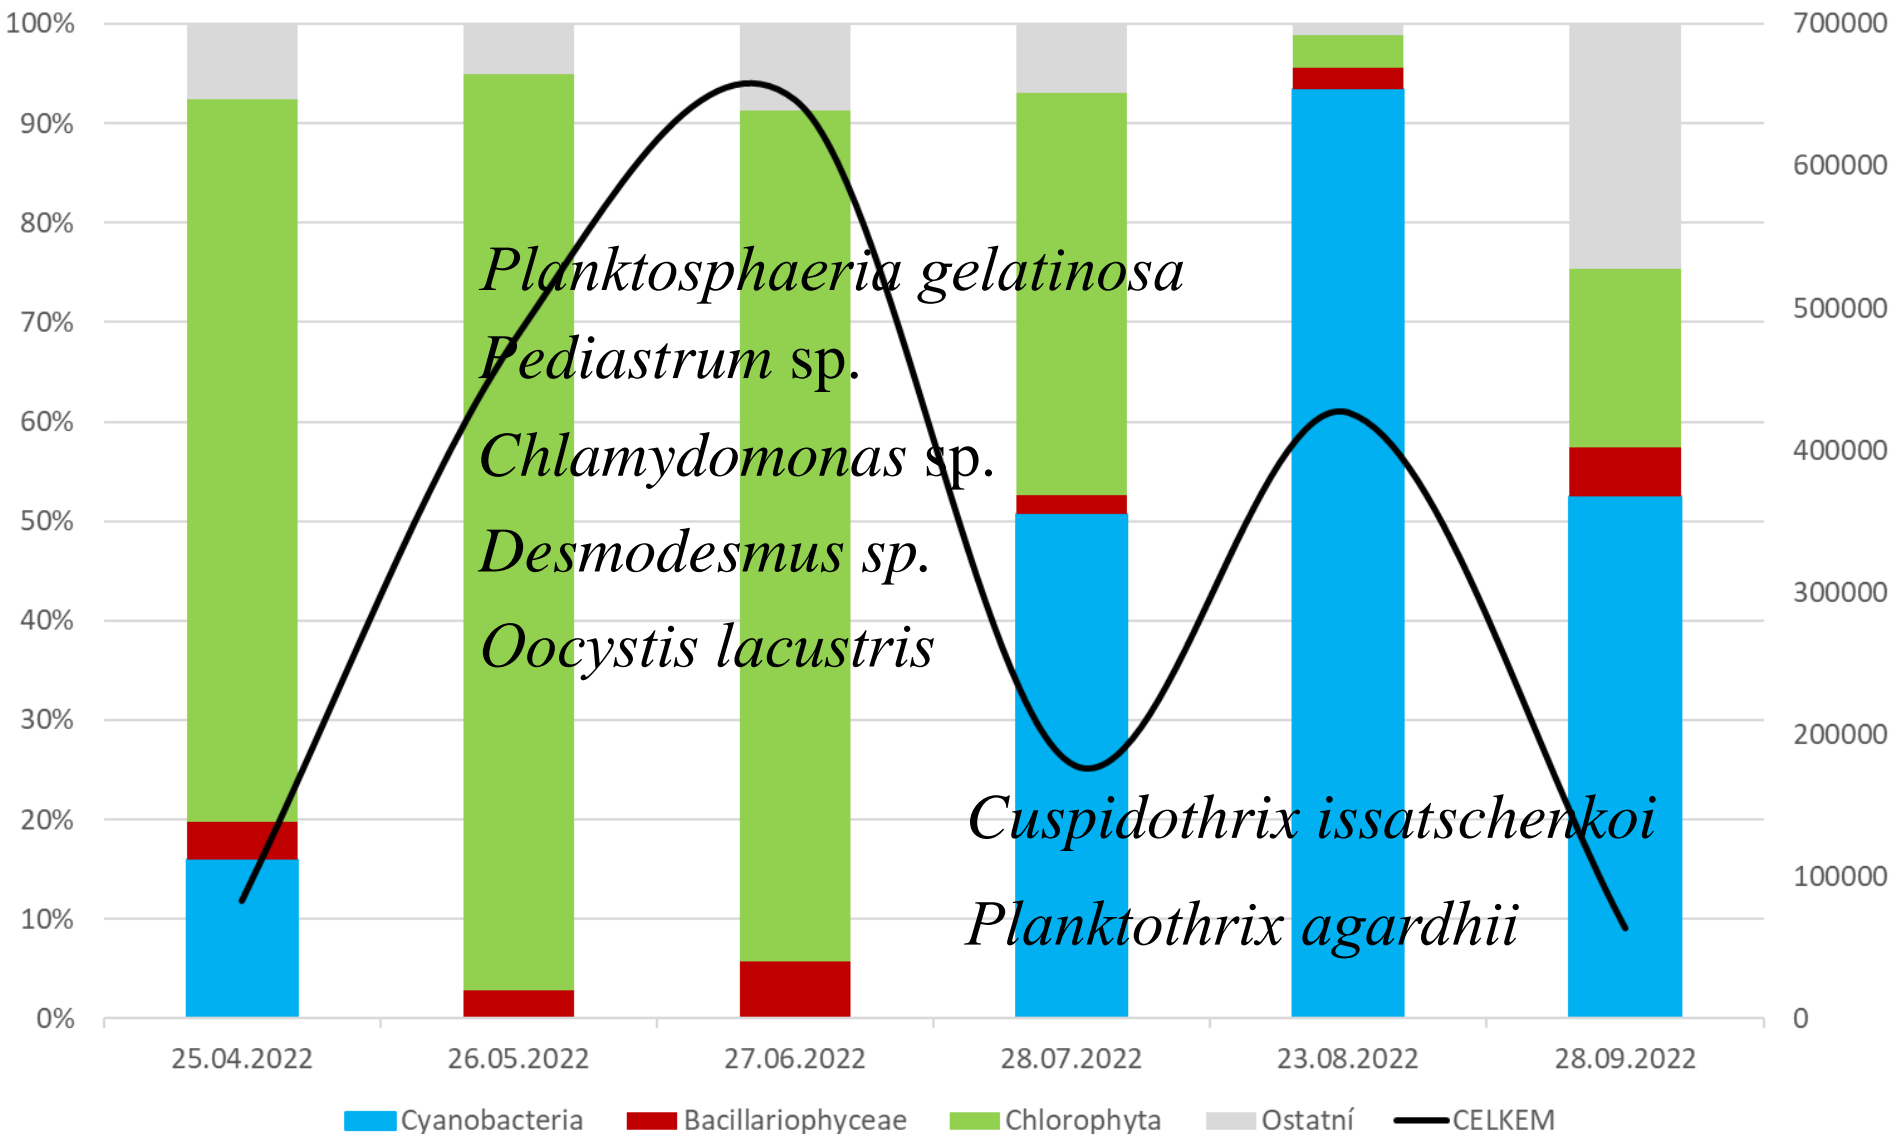 100%
90%
80%
70%
60%
50%
40%
30%
20%
10%
0%
700000
600000
500000
400000
300000
200000
100000
0
Planktosphaeria gelatinosa
Pediastrum sp.
Chlamydomonas sp.
Desmodesmus sp.
Oocystis lacustris
Cuspidothrix issatschenkoi
Planktothrix agardhii
25.04.2022 26.05.2022 27.06.2022 28.07.2022 23.08.2022 28.09.2022
Cyanobacteria Bacillariophyceae Chlorophyta Ostatní CELKEM